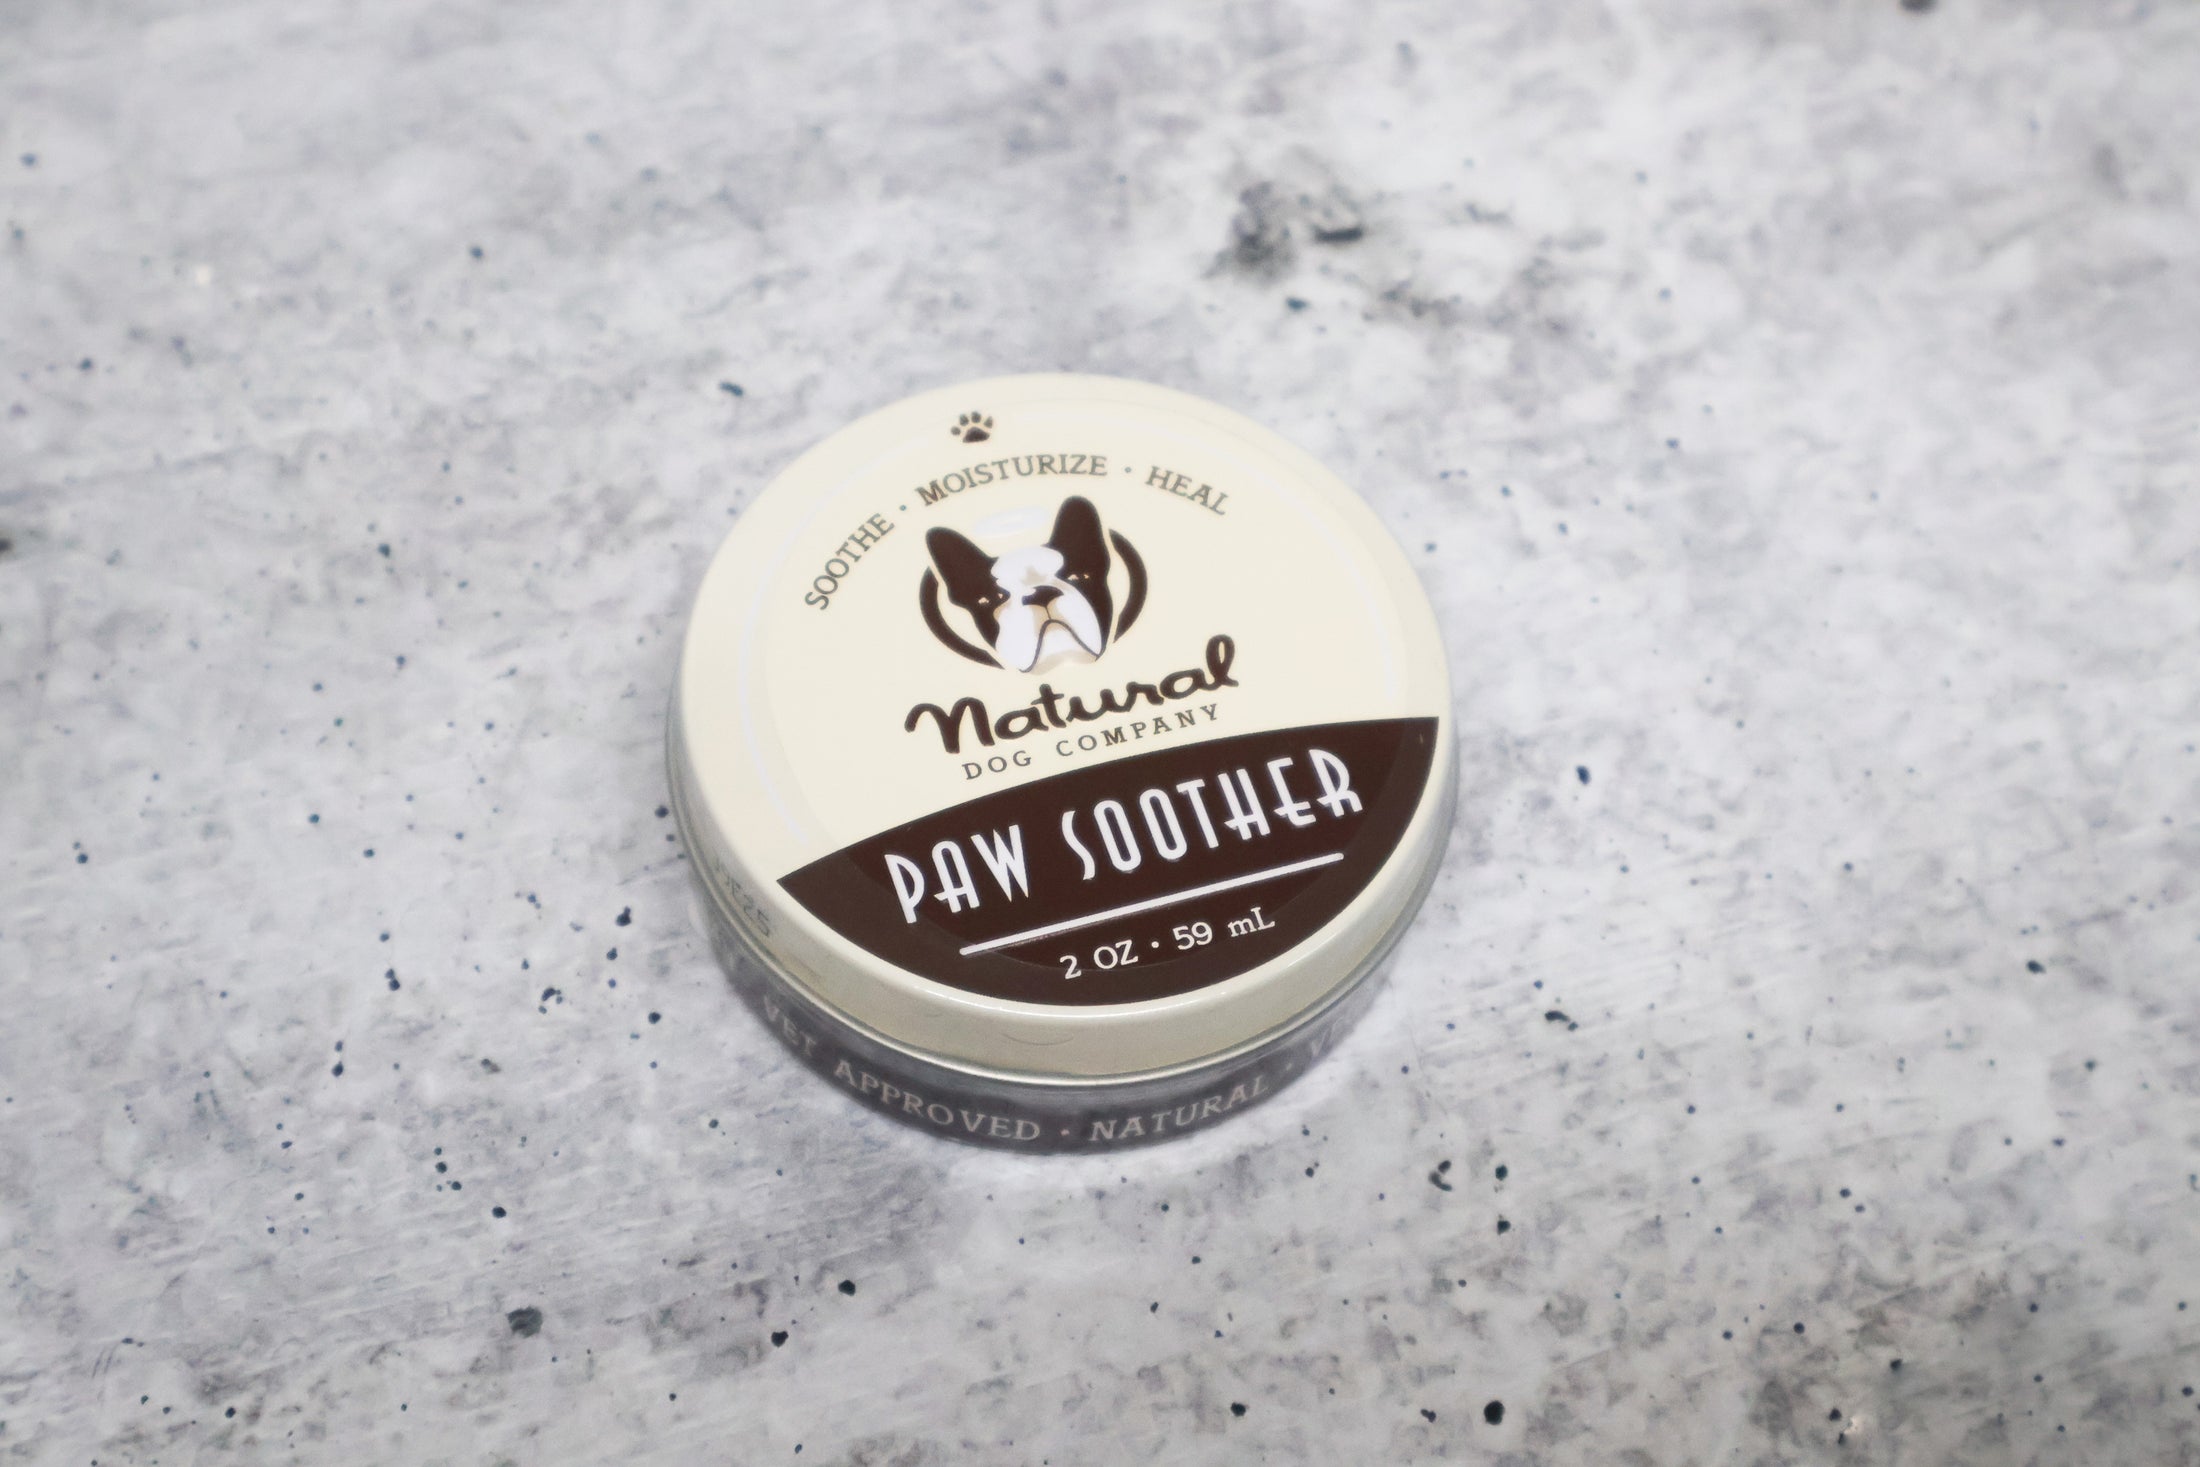 SOOTHE · MOISTURIZE · HEAL
Natural
DOG COMPANY
PAW SOOTHER
2 OZ · 59 mL
VET APPROVED · NATURAL ·